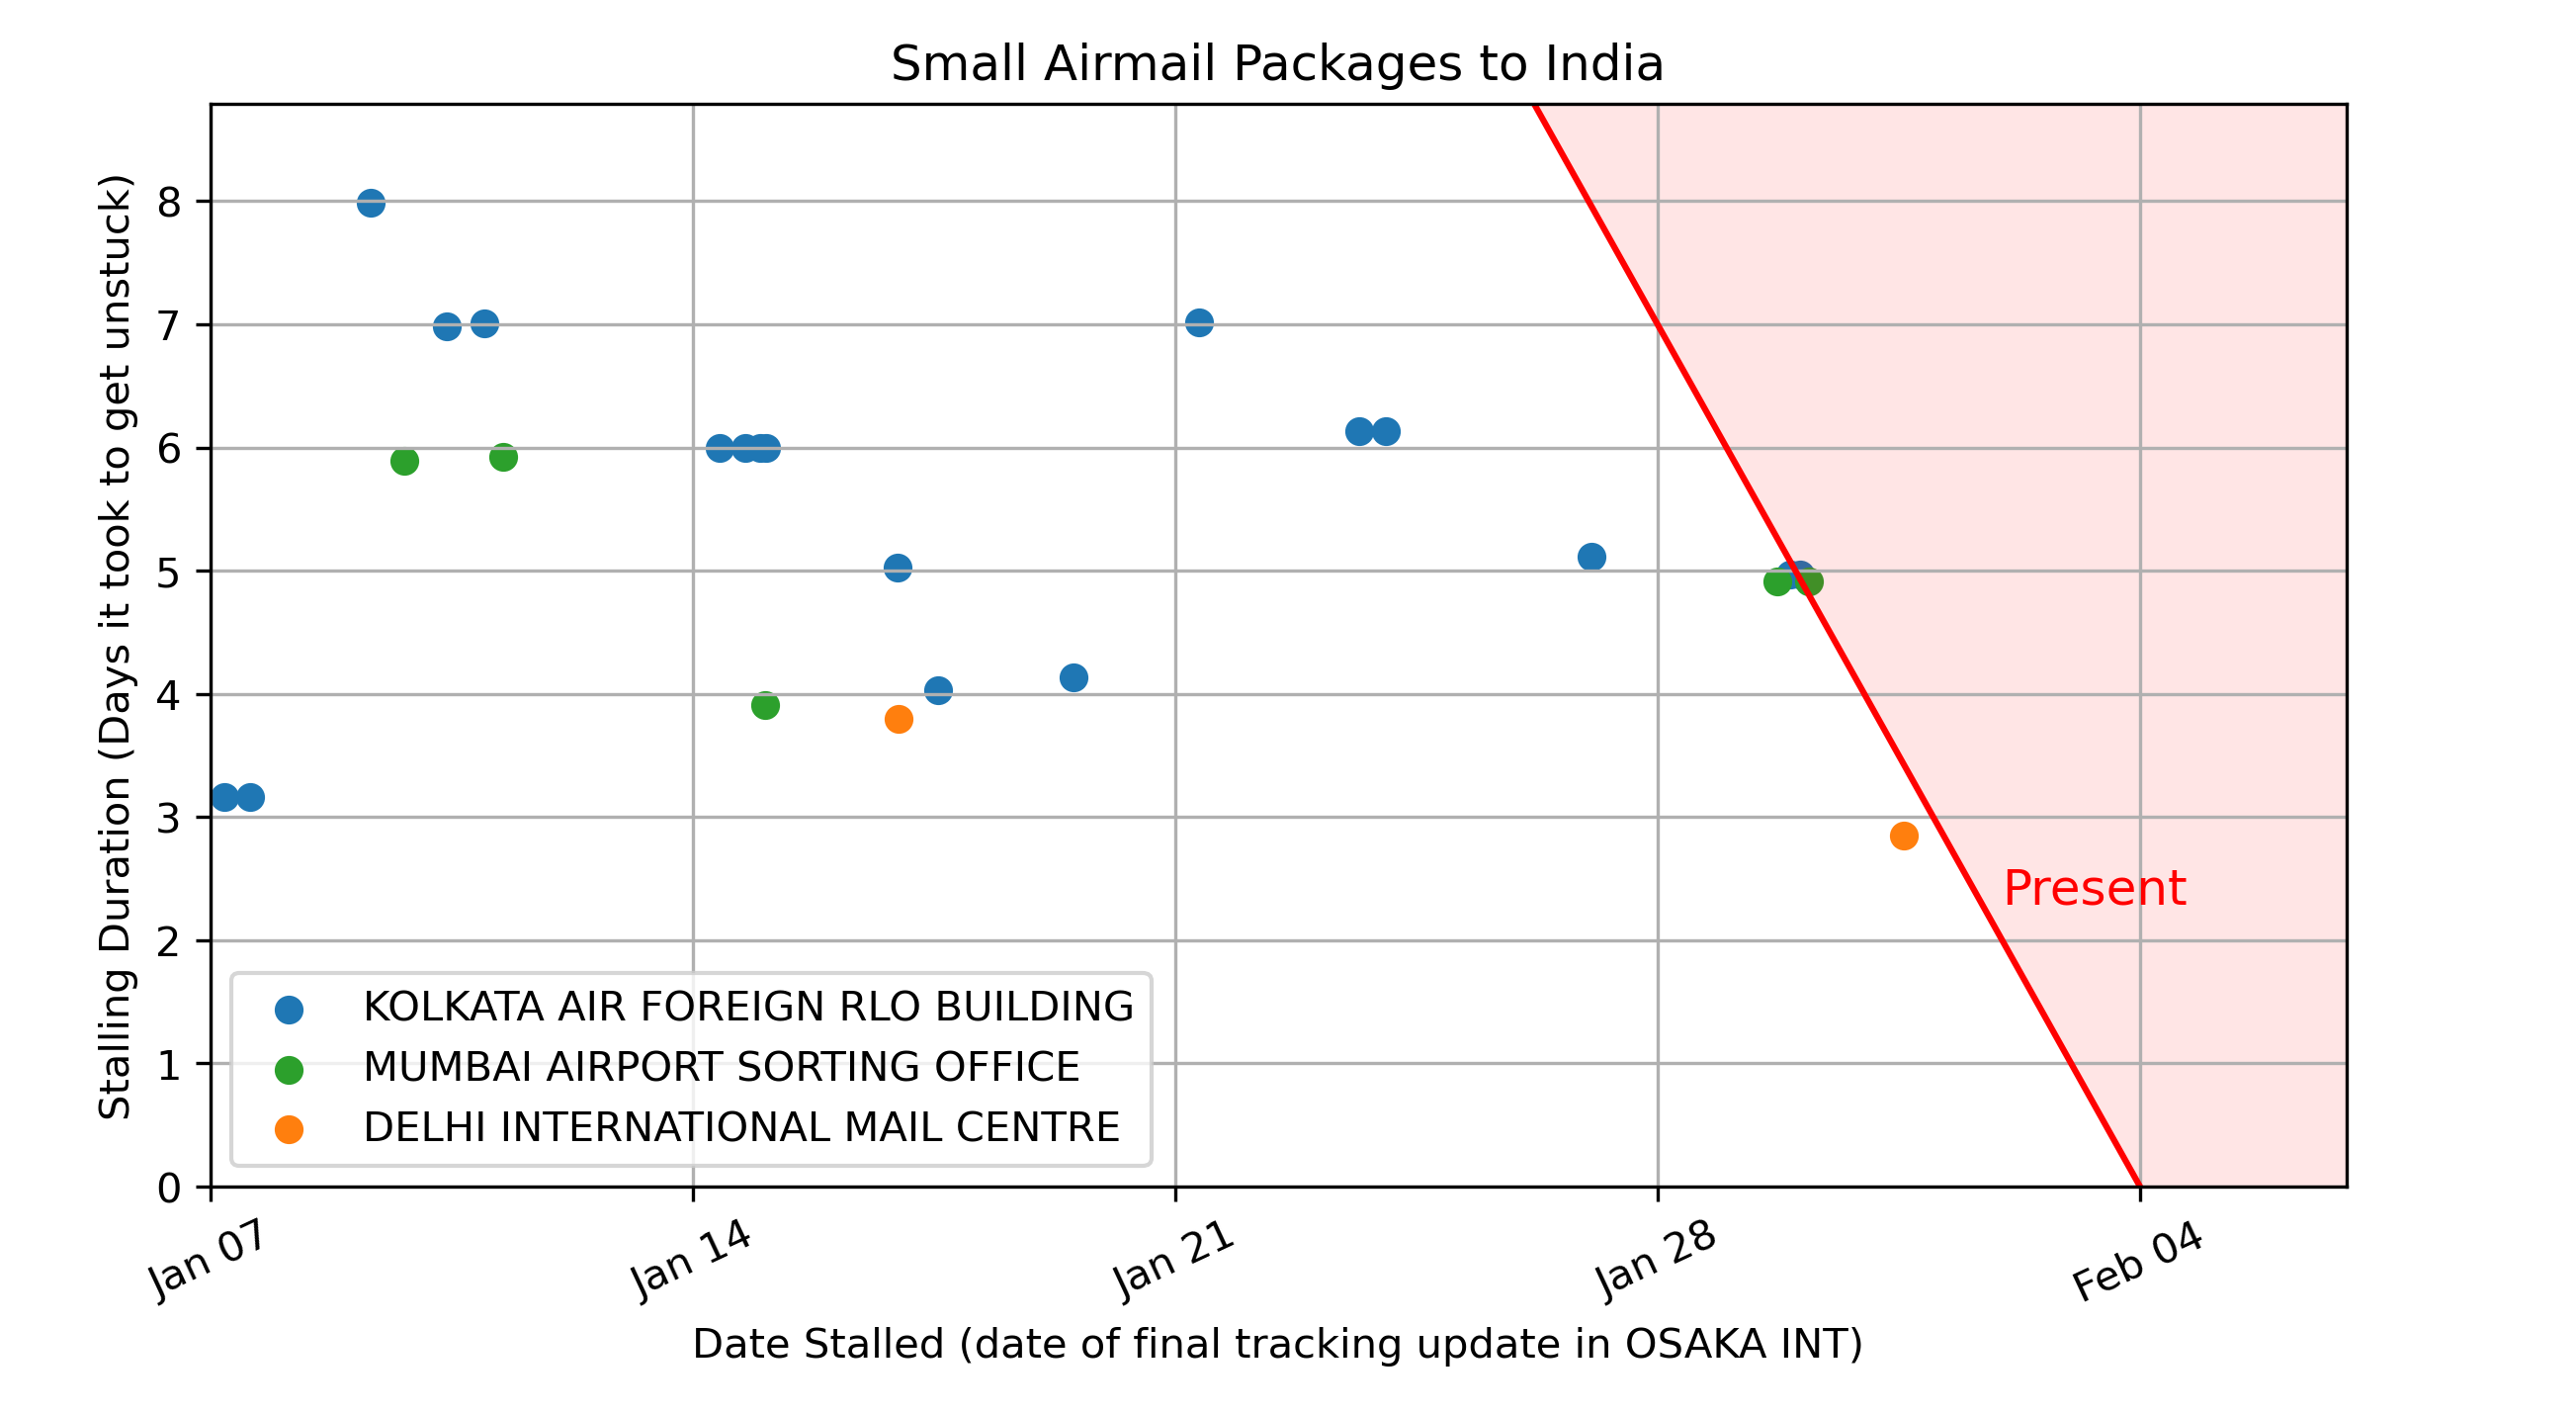 Small Airmail Packages to India
Stalling Duration (Days it took to get unstuck)
8
7
6
5
4
3
2
1
0
Present
KOLKATA AIR FOREIGN RLO BUILDING
MUMBAI AIRPORT SORTING OFFICE
DELHI INTERNATIONAL MAIL CENTRE
Jan 07
Jan 14
Jan 21
Jan 28
Feb 04
Date Stalled (date of final tracking update in OSAKA INT)